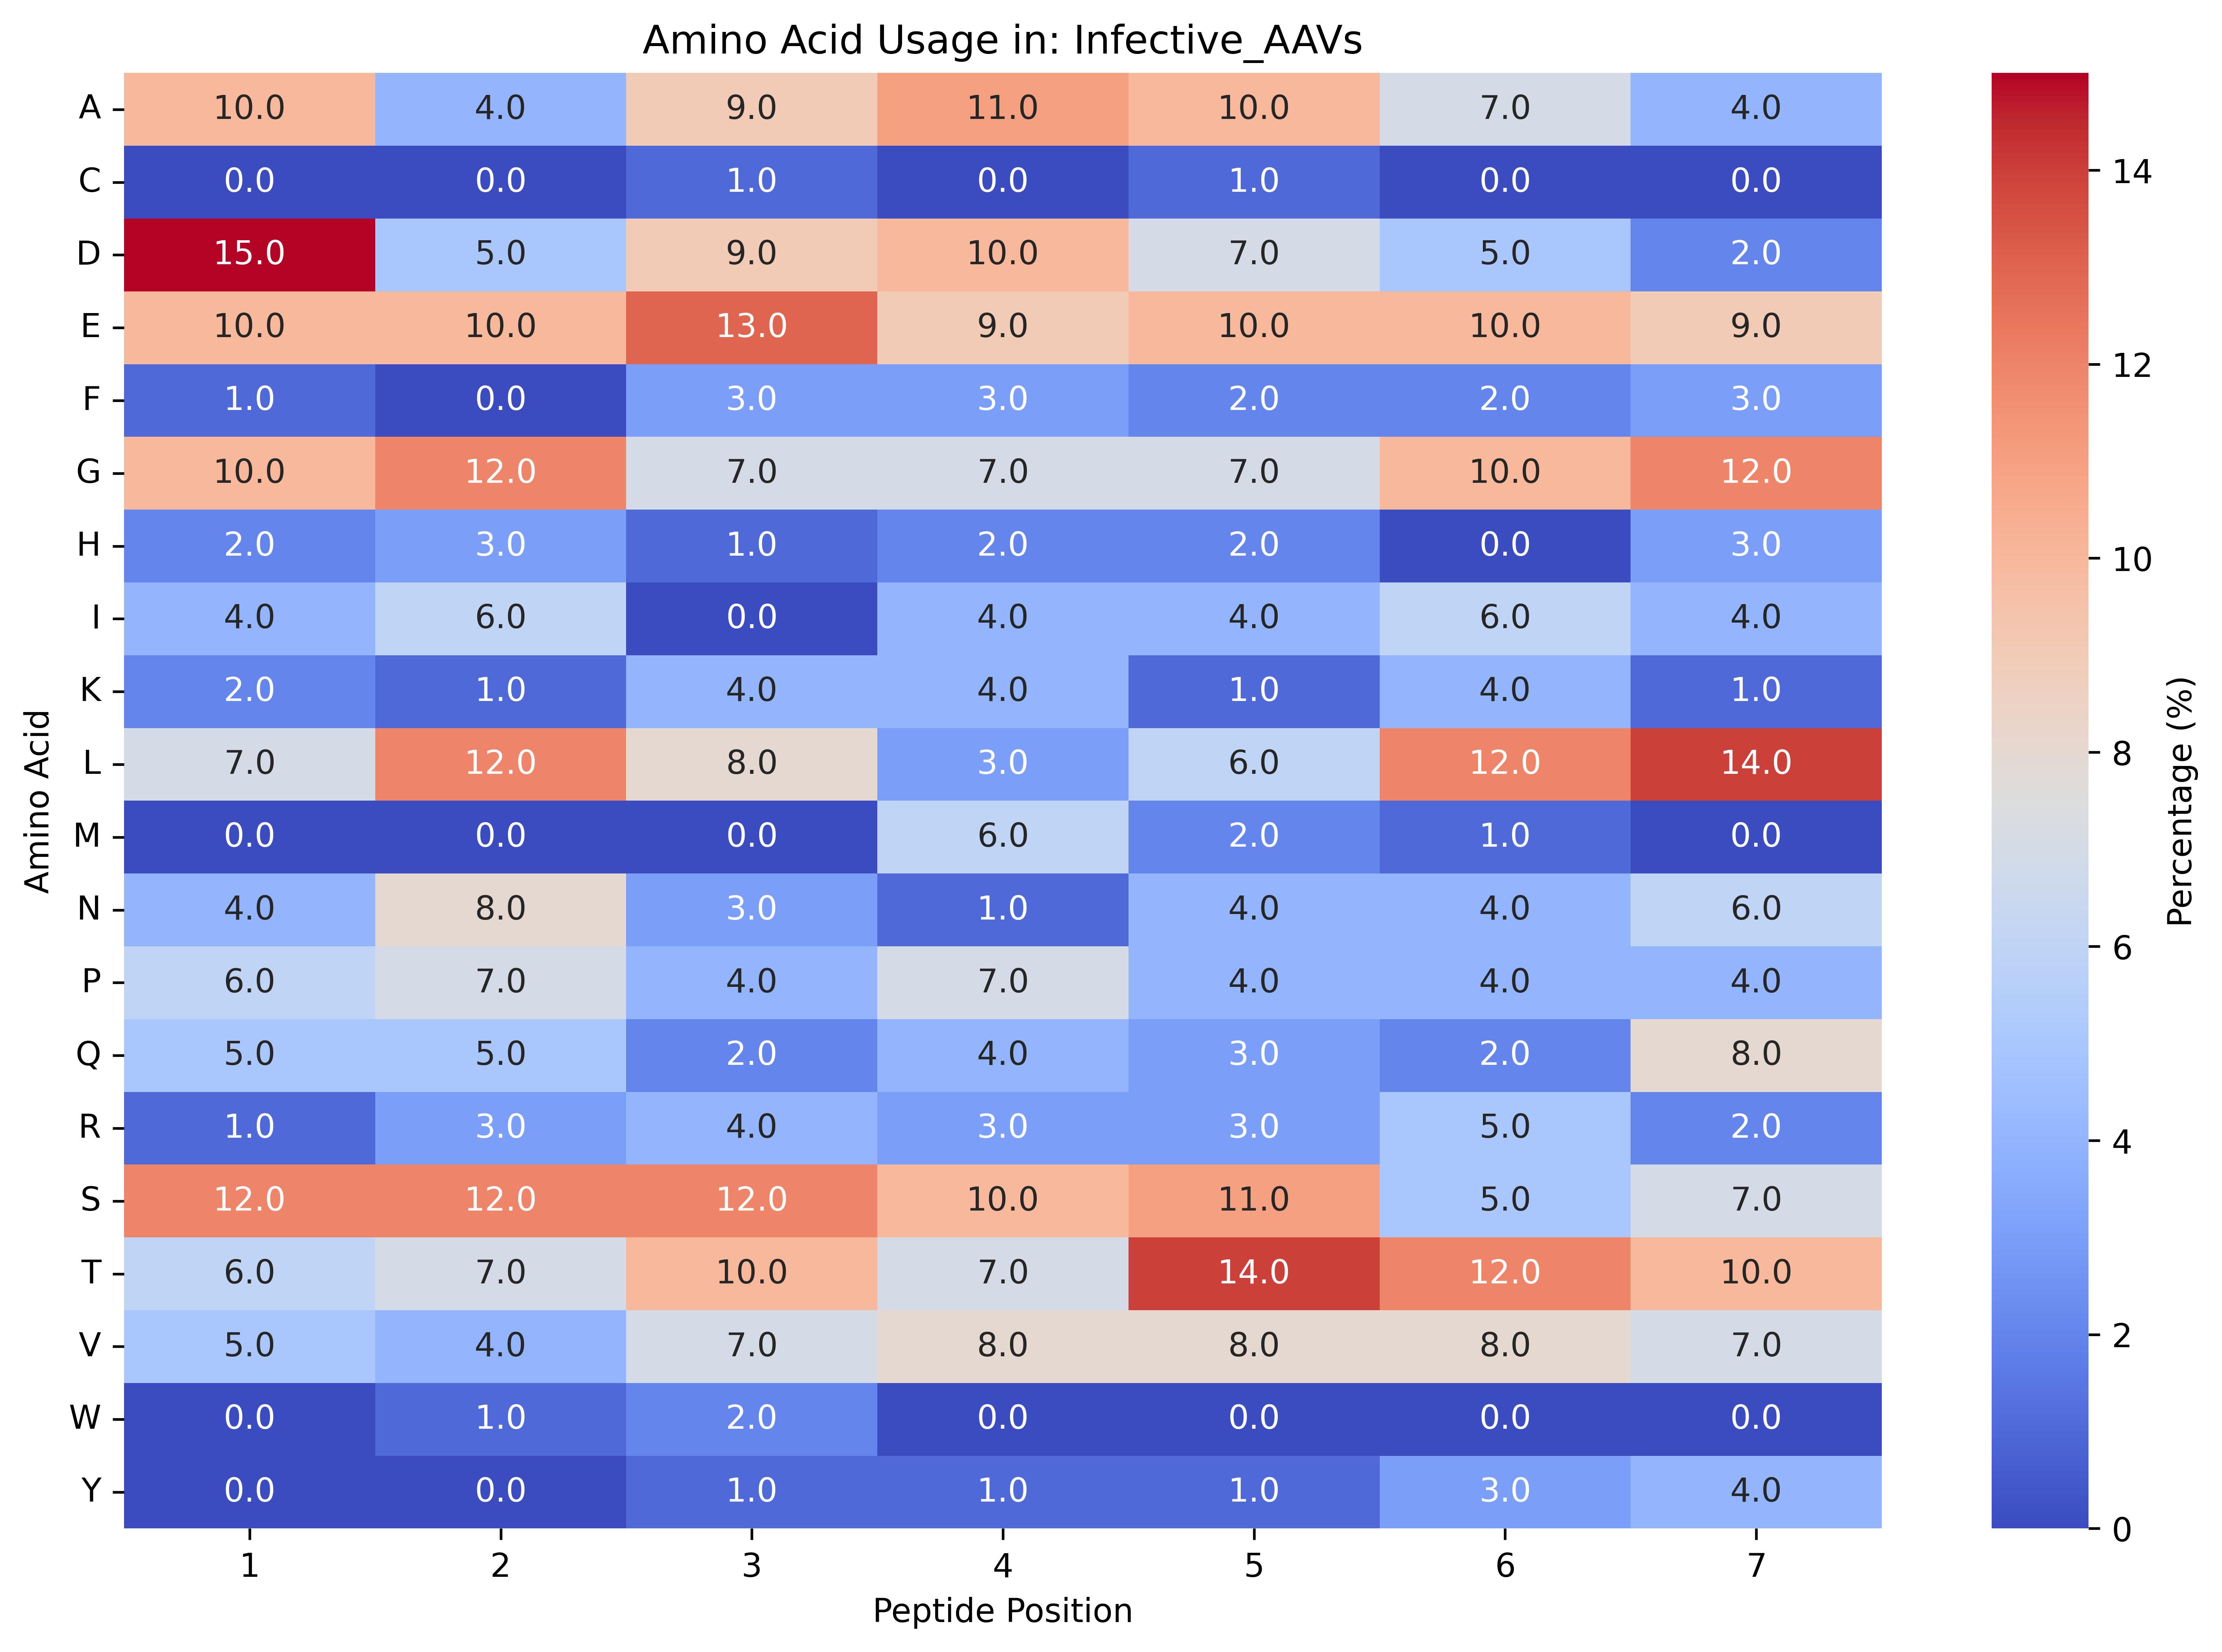 Amino Acid Usage in: Infective_AAVs
A 10.0 4.0 9.0 11.0 10.0 7.0 4.0
C 0.0 0.0 1.0 0.0 1.0 0.0 0.0
D 15.0 5.0 9.0 10.0 7.0 5.0 2.0
E 10.0 10.0 13.0 9.0 10.0 10.0 9.0
F 1.0 0.0 3.0 3.0 2.0 2.0 3.0
G 10.0 12.0 7.0 7.0 7.0 10.0 12.0
H 2.0 3.0 1.0 2.0 2.0 0.0 3.0
I 4.0 6.0 0.0 4.0 4.0 6.0 4.0
K 2.0 1.0 4.0 4.0 1.0 4.0 1.0
L 7.0 12.0 8.0 3.0 6.0 12.0 14.0
M 0.0 0.0 0.0 6.0 2.0 1.0 0.0
N 4.0 8.0 3.0 1.0 4.0 4.0 6.0
P 6.0 7.0 4.0 7.0 4.0 4.0 4.0
Q 5.0 5.0 2.0 4.0 3.0 2.0 8.0
R 1.0 3.0 4.0 3.0 3.0 5.0 2.0
S 12.0 12.0 12.0 10.0 11.0 5.0 7.0
T 6.0 7.0 10.0 7.0 14.0 12.0 10.0
V 5.0 4.0 7.0 8.0 8.0 8.0 7.0
W 0.0 1.0 2.0 0.0 0.0 0.0 0.0
Y 0.0 0.0 1.0 1.0 1.0 3.0 4.0
1 2 3 4 5 6 7
Peptide Position
Amino Acid
14
12
10
8
6
4
2
0
Percentage (%)